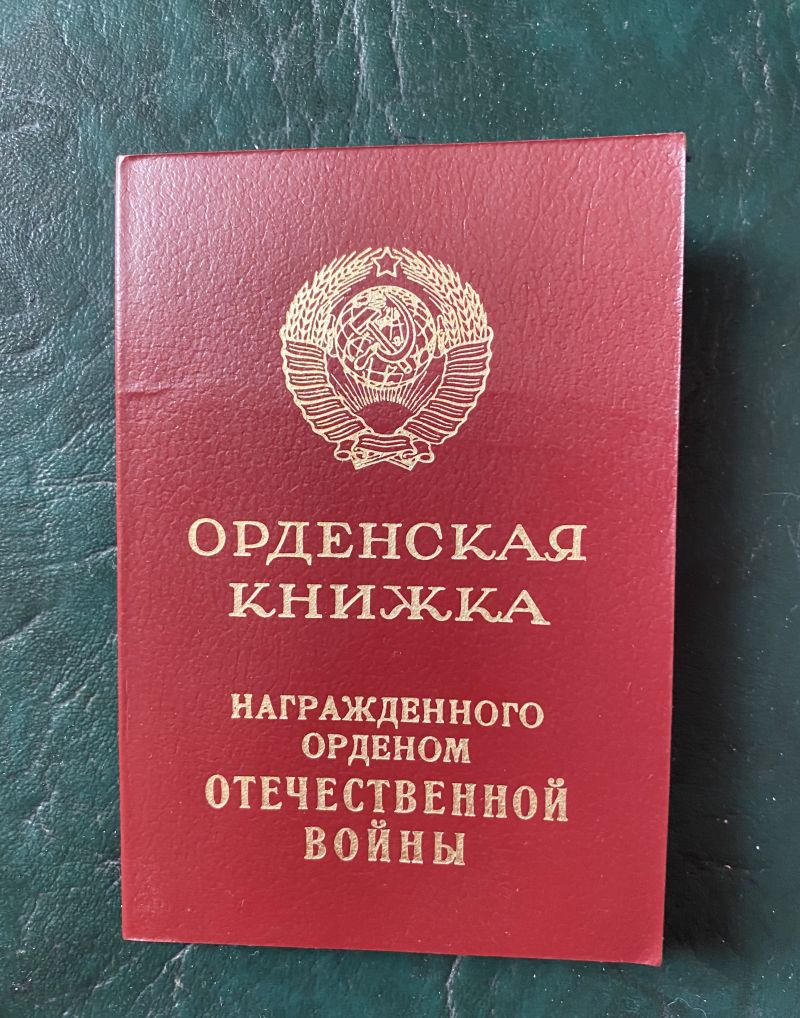 ОРДЕНСКАЯ
КНИЖКА
НАГРАЖДЕННОГО
ОРДЕНОМ
ОТЕЧЕСТВЕННОЙ
ВОЙНЫ